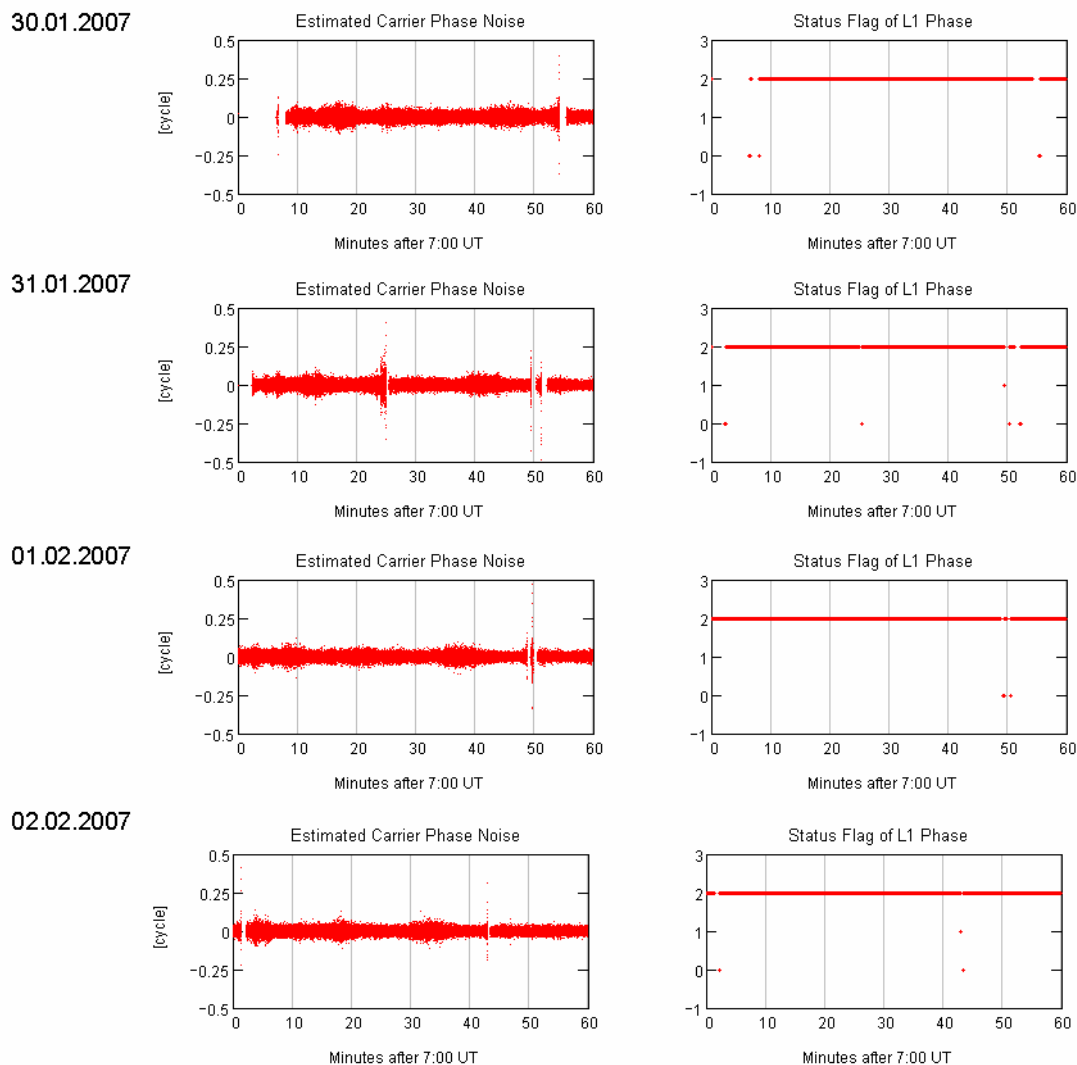 30.01.2007
Estimated Carrier Phase Noise
Status Flag of L1 Phase
0.5
0.25
0
−0.25
−0.5
[cycle]
0 10 20 30 40 50 60
Minutes after 7:00 UT
3
2
1
0
−1
0 10 20 30 40 50 60
Minutes after 7:00 UT
31.01.2007
Estimated Carrier Phase Noise
Status Flag of L1 Phase
0.5
0.25
0
−0.25
−0.5
[cycle]
0 10 20 30 40 50 60
Minutes after 7:00 UT
3
2
1
0
−1
0 10 20 30 40 50 60
Minutes after 7:00 UT
01.02.2007
Estimated Carrier Phase Noise
Status Flag of L1 Phase
0.5
0.25
0
−0.25
−0.5
[cycle]
0 10 20 30 40 50 60
Minutes after 7:00 UT
3
2
1
0
−1
0 10 20 30 40 50 60
Minutes after 7:00 UT
02.02.2007
Estimated Carrier Phase Noise
Status Flag of L1 Phase
0.5
0.25
0
−0.25
−0.5
[cycle]
0 10 20 30 40 50 60
Minutes after 7:00 UT
3
2
1
0
−1
0 10 20 30 40 50 60
Minutes after 7:00 UT